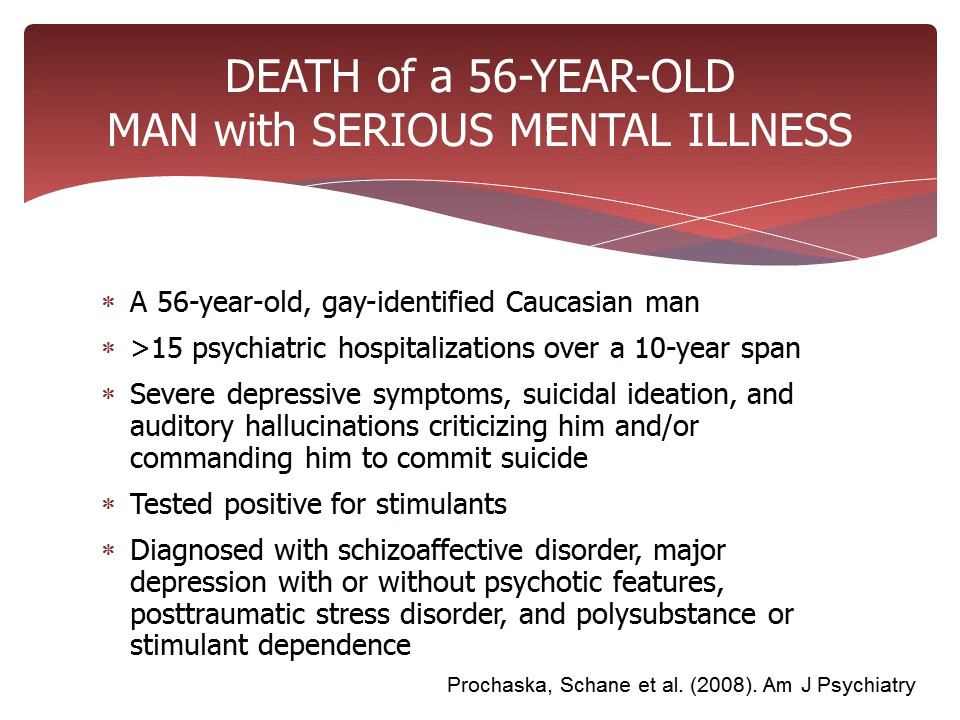 DEATH of a 56-YEAR-OLD
MAN with SERIOUS MENTAL ILLNESS
* A 56-year-old, gay-identified Caucasian man
* >15 psychiatric hospitalizations over a 10-year span
* Severe depressive symptoms, suicidal ideation, and
auditory hallucinations criticizing him and/or
commanding him to commit suicide
* Tested positive for stimulants
* Diagnosed with schizoaffective disorder, major
depression with or without psychotic features,
posttraumatic stress disorder, and polysubstance or
stimulant dependence
Prochaska, Schane et al. (2008). Am J Psychiatry